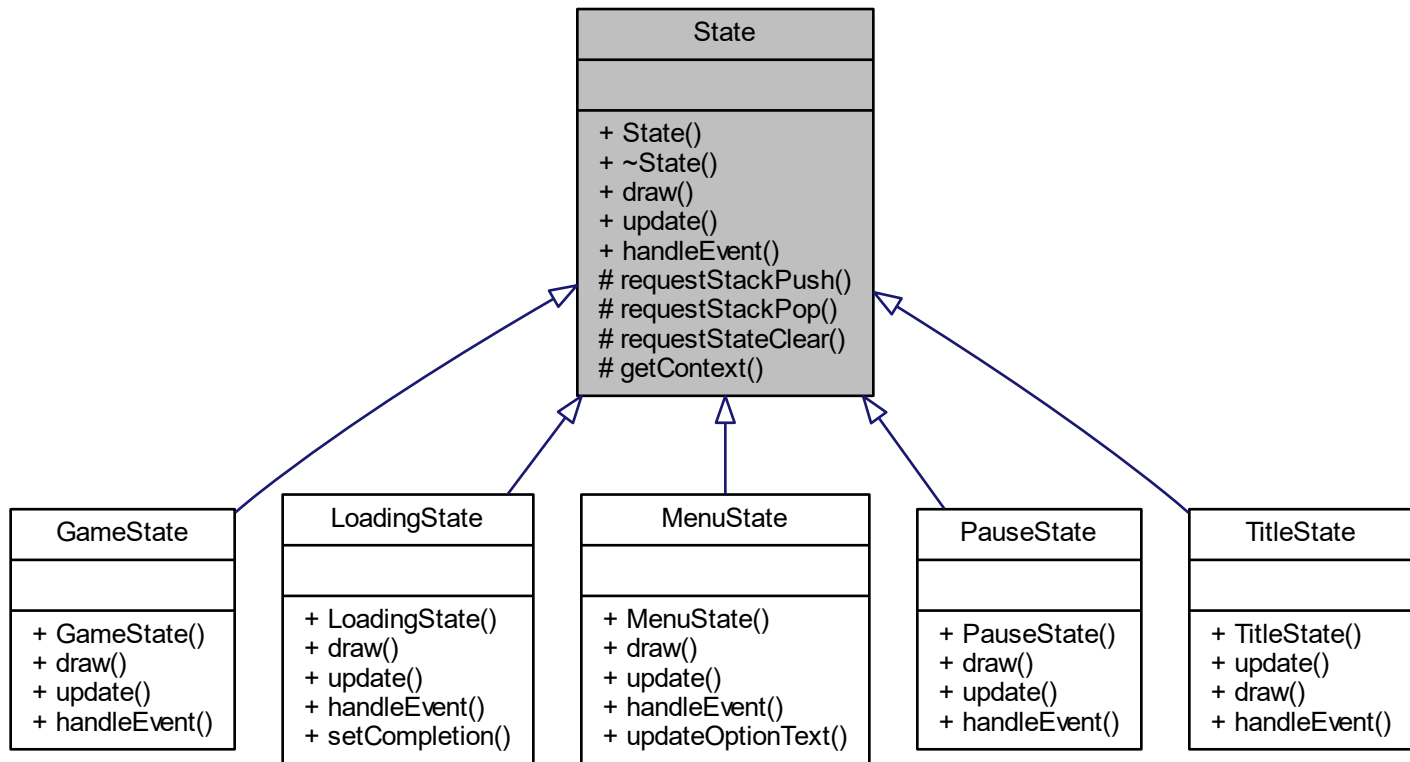 State
+ State()
+ ~State()
+ draw()
+ update()
+ handleEvent()
# requestStackPush()
# requestStackPop()
# requestStateClear()
# getContext()
GameState
+ GameState()
+ draw()
+ update()
+ handleEvent()
LoadingState
+ LoadingState()
+ draw()
+ update()
+ handleEvent()
+ setCompletion()
MenuState
+ MenuState()
+ draw()
+ update()
+ handleEvent()
+ updateOptionText()
PauseState
+ PauseState()
+ draw()
+ update()
+ handleEvent()
TitleState
+ TitleState()
+ update()
+ draw()
+ handleEvent()